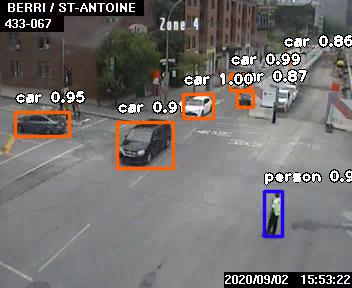 BERRI / ST-ANTOINE
433-067
Zone 4
car 0.86
car 0.99
car 1.00
0.87
car 0.95
car 0.91
person 0.9
2020/09/02 15:53:22